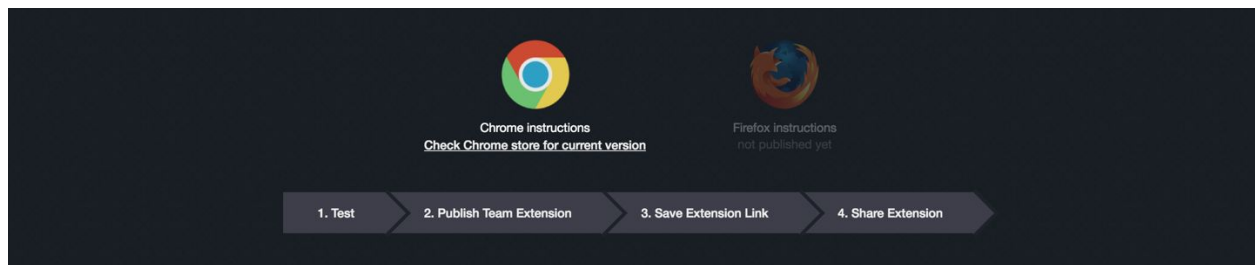 Chrome instructions
Check Chrome store for current version
Firefox instructions
not published yet
1. Test
2. Publish Team Extension
3. Save Extension Link
4. Share Extension